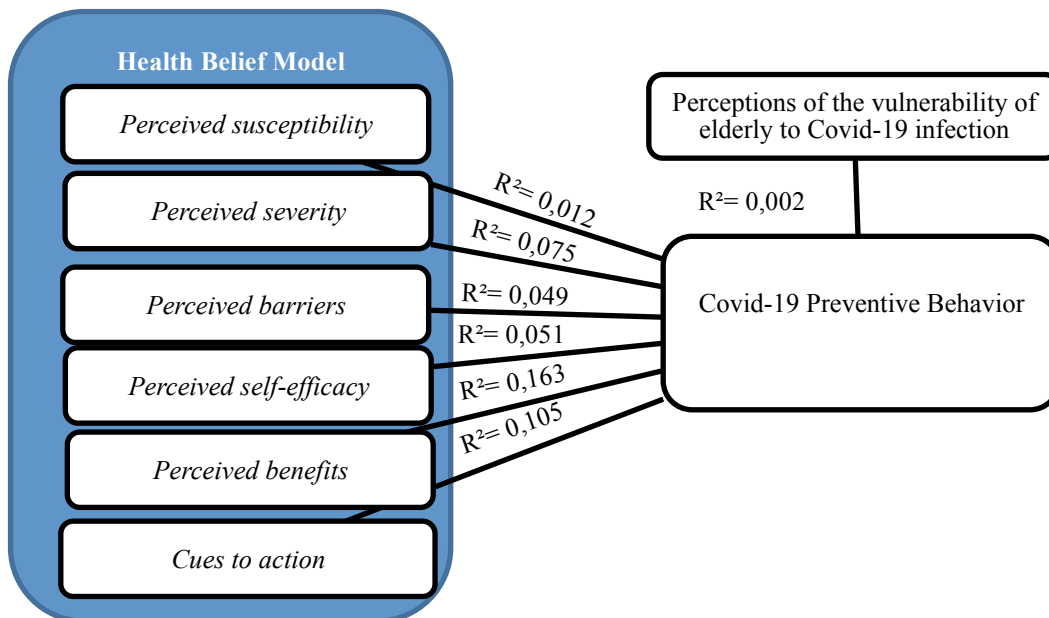 Health Belief Model
Perceived susceptibility
Perceived severity
Perceived barriers
Perceived self-efficacy
Perceived benefits
Cues to action
R²= 0,012
R²= 0,075
R²= 0,049
R²= 0,051
R²= 0,163
R²= 0,105
Perceptions of the vulnerability of
elderly to Covid-19 infection
R²= 0,002
Covid-19 Preventive Behavior